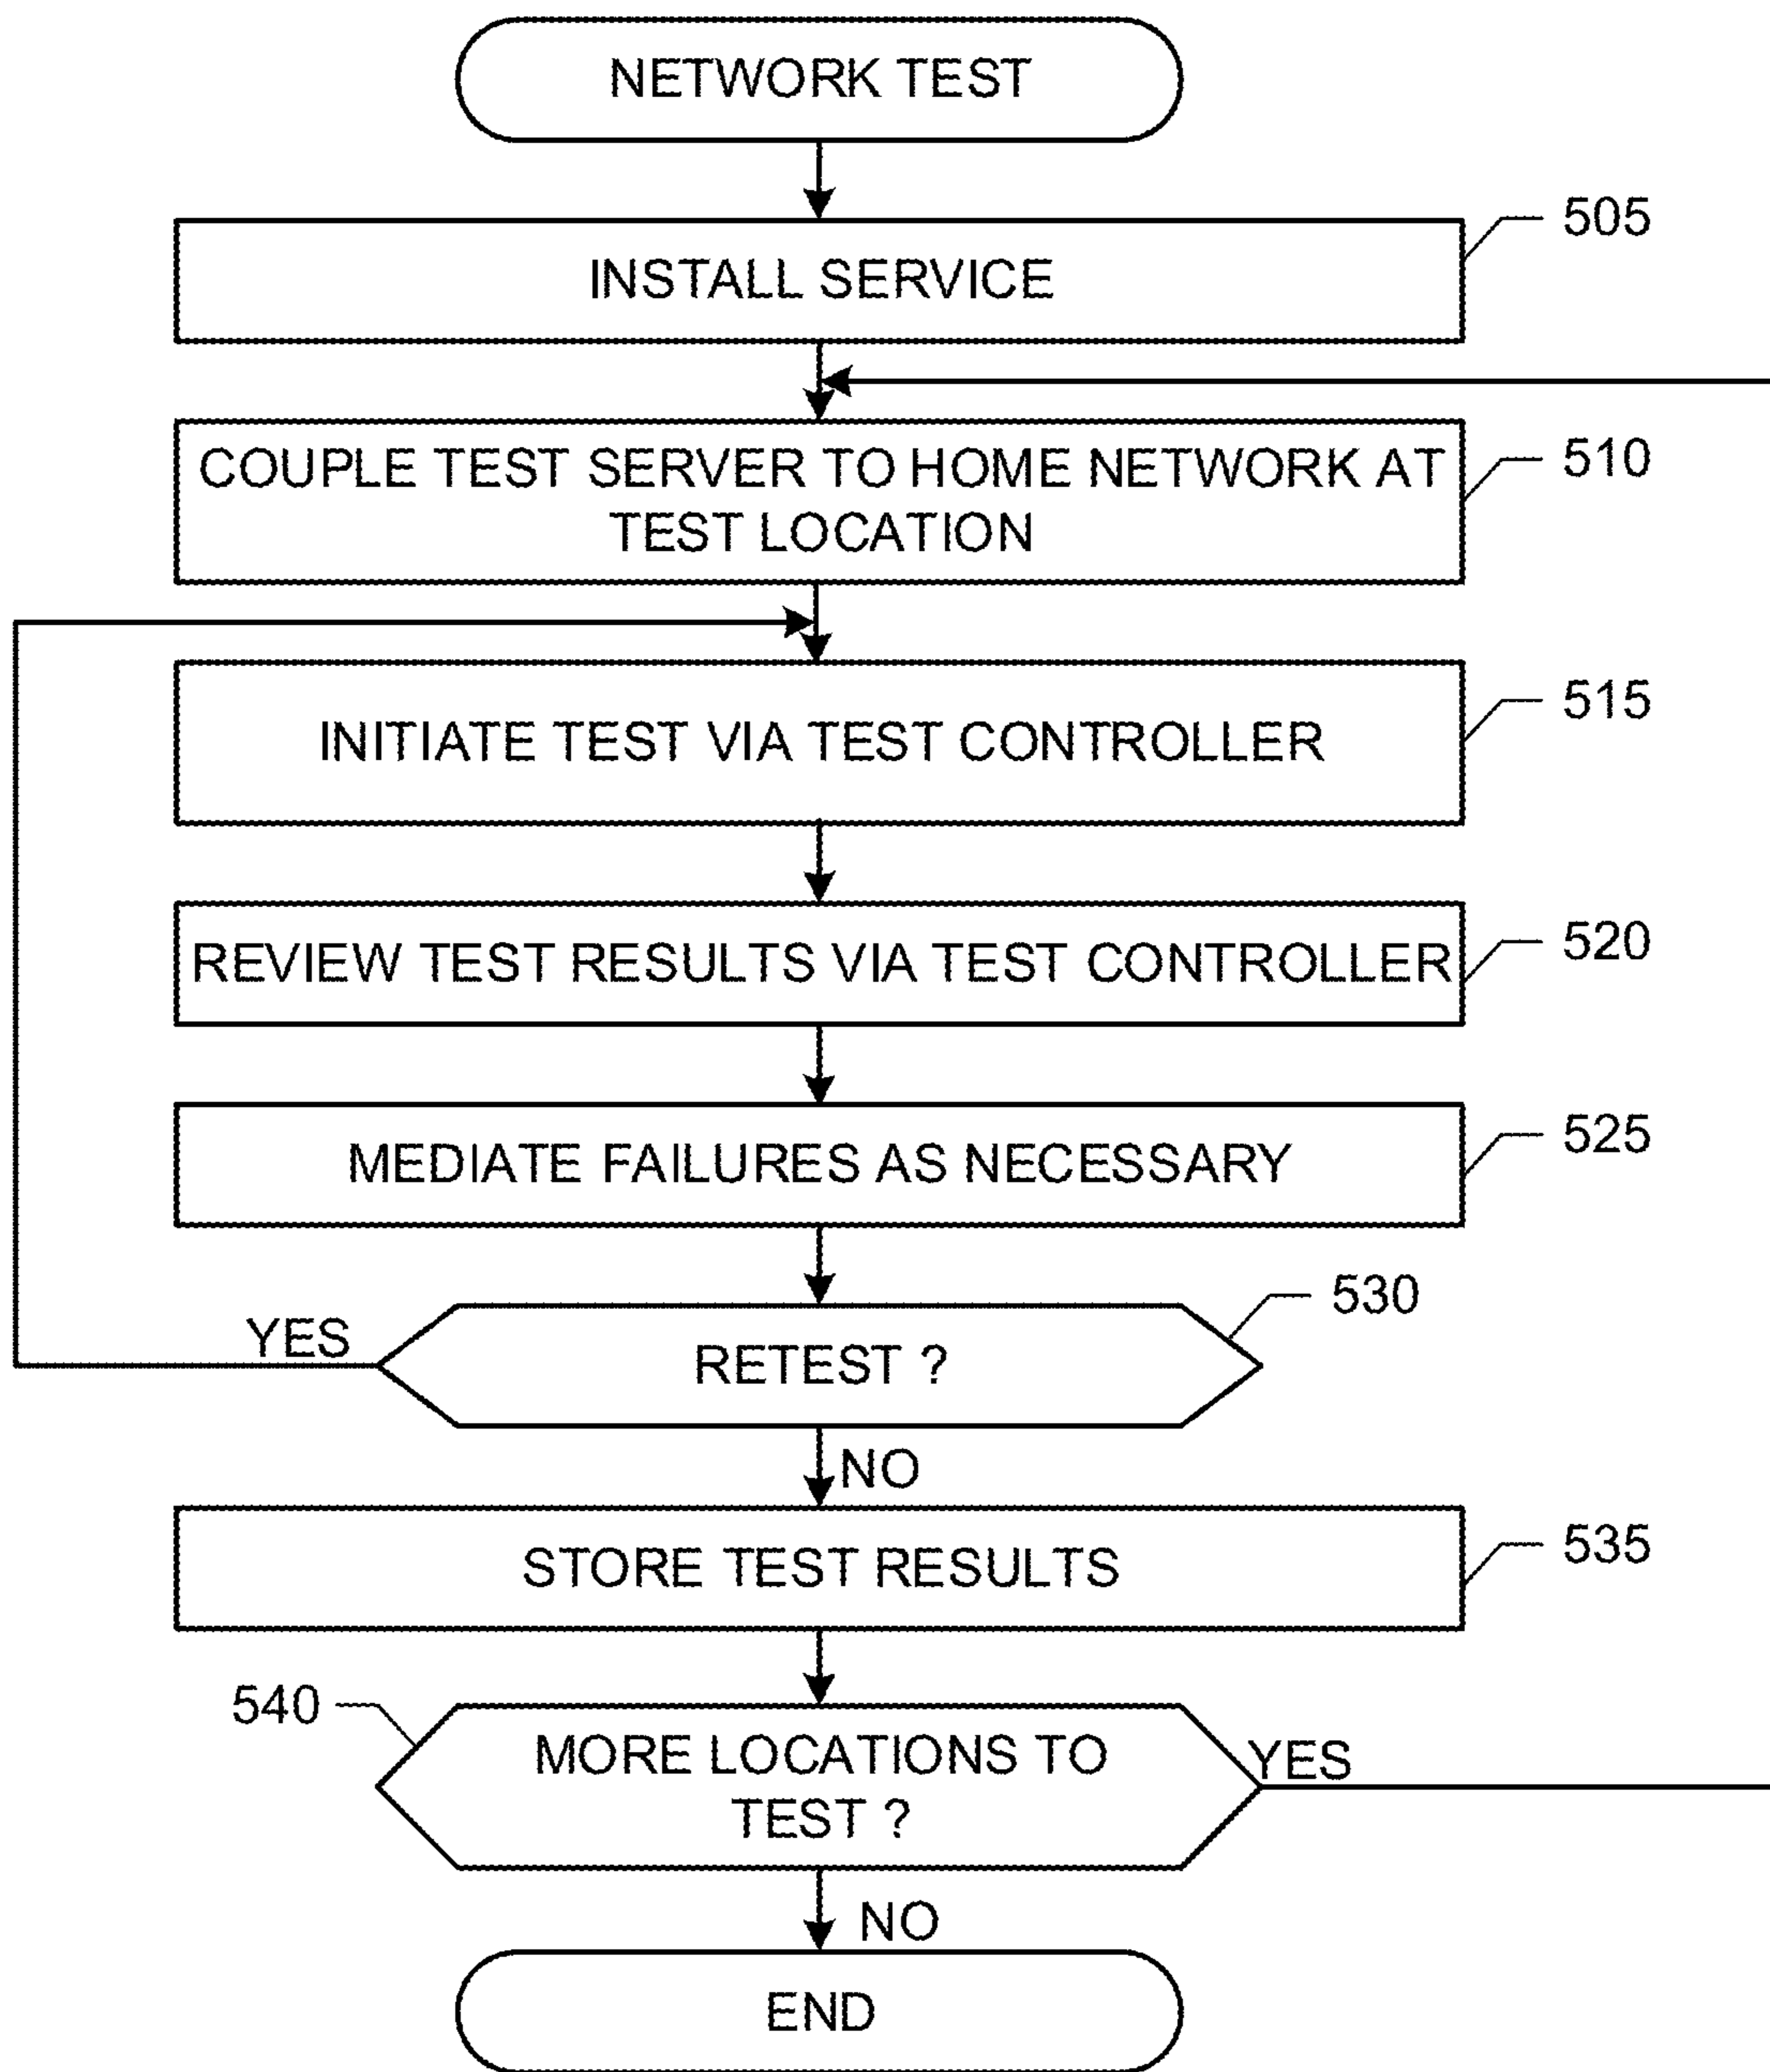 NETWORK TEST
INSTALL SERVICE
505
COUPLE TEST SERVER TO HOME NETWORK AT
TEST LOCATION
510
INITIATE TEST VIA TEST CONTROLLER
515
REVIEW TEST RESULTS VIA TEST CONTROLLER
520
MEDIATE FAILURES AS NECESSARY
525
RETEST ?
530
YES
NO
STORE TEST RESULTS
535
540
MORE LOCATIONS TO
TEST ?
YES
NO
END